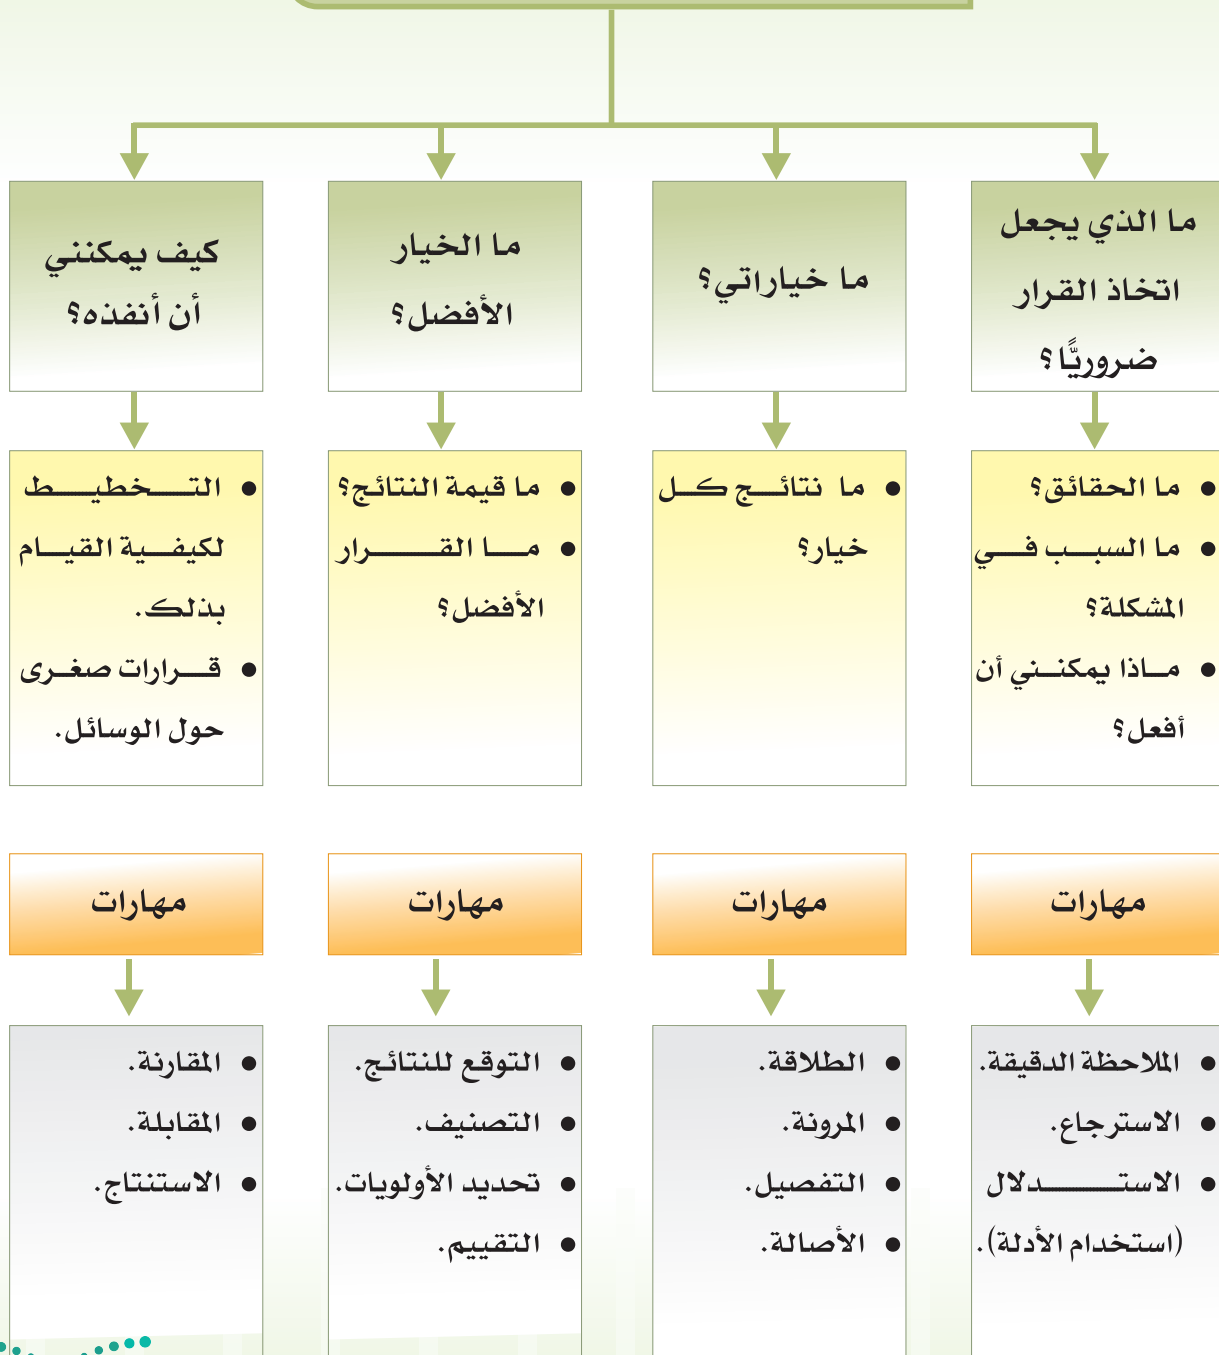 ما الذي يجعل
اتخاذ القرار
ضروريًّا؟
ما خياراتي؟
ما الخيار
الأفضل؟
كيف يمكنني
أن أنفذه؟
● ما الحقائق؟
● ما السبب في
المشكلة؟
● ماذا يمكنني أن
أفعل؟
● ما نتائج كل
خيار؟
● ما قيمة النتائج؟
● ما القرار
الأفضل؟
● التخطيط
لكيفية القيام
بذلك.
● قرارات صغرى
حول الوسائل.
مهارات
مهارات
مهارات
مهارات
● الملاحظة الدقيقة.
● الاسترجاع.
● الاستدلال
(استخدام الأدلة).
● الطلاقة.
● المرونة.
● التفصيل.
● الأصالة.
● التوقع للنتائج.
● التصنيف.
● تحديد الأولويات.
● التقييم.
● المقارنة.
● المقابلة.
● الاستنتاج.